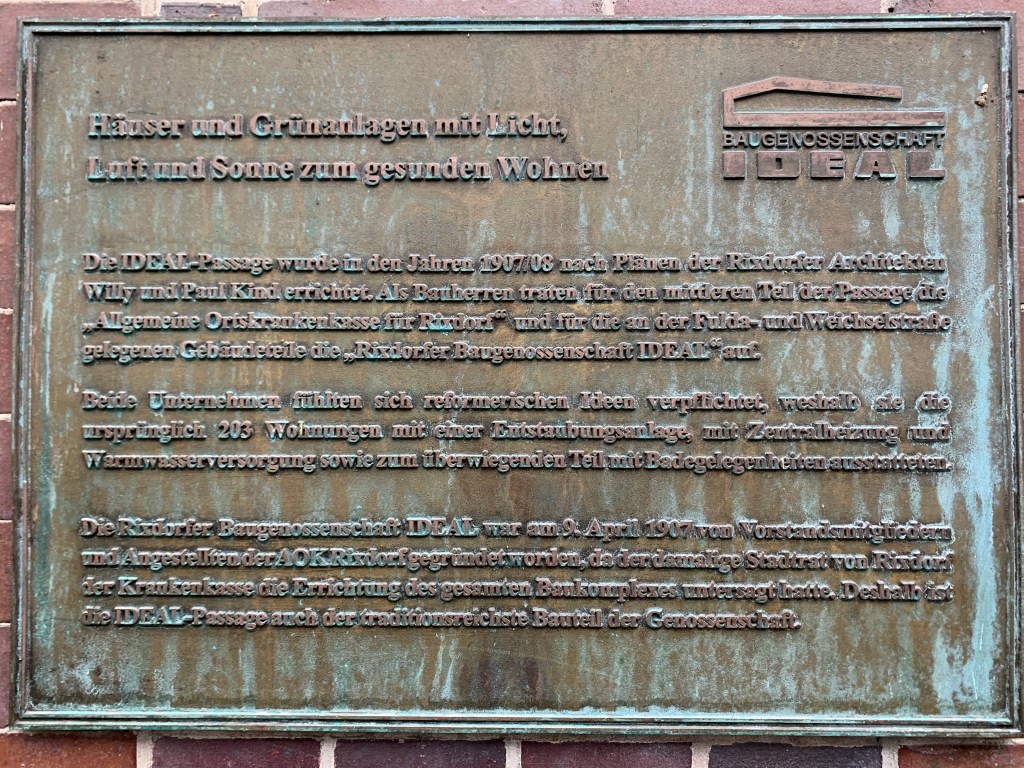 Häuser und Grünanlagen mit Licht,
Luft und Sonne zum gesunden Wohnen
BAUGENOSSENSCHAFT
IDEAL
Die IDEAL-Passage wurde in den Jahren 1907/08 nach Plänen der Rixdorfer Architekten
Willy und Paul Kind errichtet. Als Bauherren traten für den mittleren Teil der Passage die
„Allgemeine Ortskrankenkasse für Rixdorf“ und für die an der Fulda- und Weichselstraße
gelegenen Gebäudeteile die „Rixdorfer Baugenossenschaft IDEAL“ auf.
Beide Unternehmen fühlten sich reformerischen Ideen verpflichtet, weshalb sie die
ursprünglich 203 Wohnungen mit einer Entstaubungsanlage, mit Zentralheizung und
Warmwasserversorgung sowie zum überwiegenden Teil mit Badegelegenheiten ausstatteten.
Die Rixdorfer Baugenossenschaft IDEAL war am 9. April 1907 von Vorstandsmitgliedern
und Angestellten der AOK Rixdorf gegründet worden, da der damalige Stadtrat von Rixdorf
der Krankenkasse die Errichtung des gesamten Baukomplexes untersagt hatte. Deshalb ist
die IDEAL-Passage auch der traditionsreichste Bauteil der Genossenschaft.